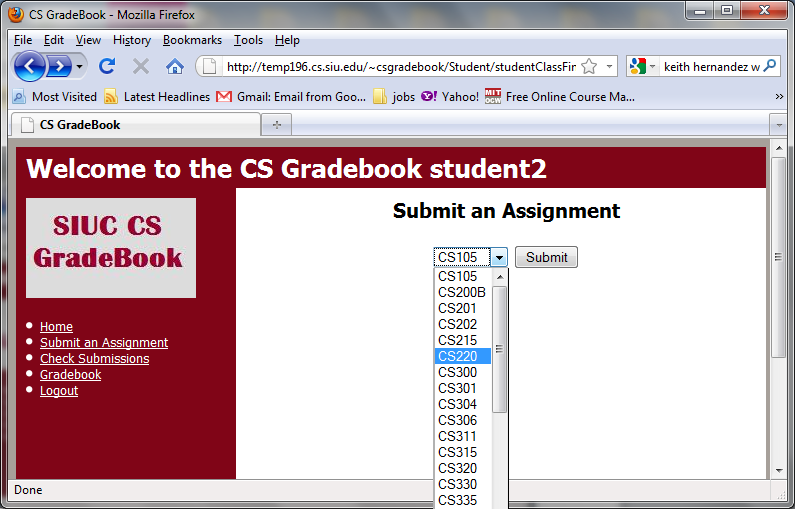 CS GradeBook - Mozilla Firefox
File Edit View History Bookmarks Tools Help
http://temp196.cs.siu.edu/~csgradebook/Student/studentClassFir keith hernandez w
Most Visited Latest Headlines Gmail: Email from Goo... jobs Yahoo! MIT OCW Free Online Course Ma... »
CS GradeBook
Welcome to the CS Gradebook student2
SIUC CS
GradeBook
Submit an Assignment
CS105 Submit
CS105
CS200B
CS201
CS202
CS215
CS220
CS300
CS301
CS304
CS306
CS311
CS315
CS320
CS330
CS335
Home
Submit an Assignment
Check Submissions
Gradebook
Logout
Done